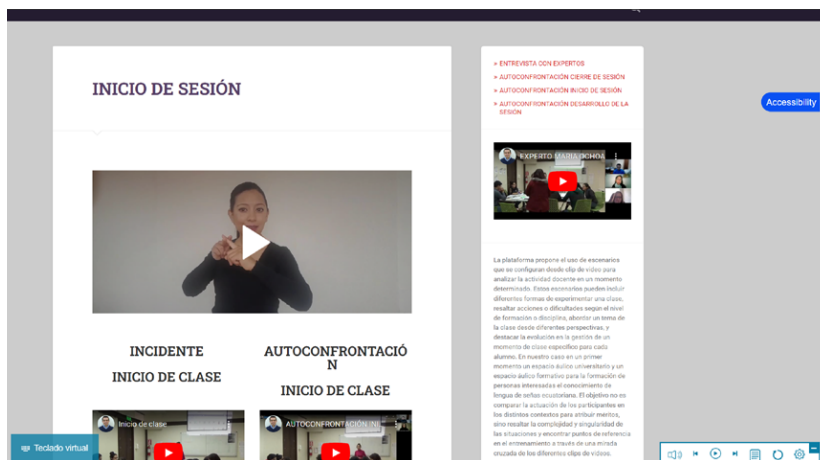 INICIO DE SESIÓN
INCIDENTE
INICIO DE CLASE
AUTOCONFRONTACIÓ
N
INICIO DE CLASE
Inicio de clase
AUTOCONFRONTACIÓN INI
Teclado virtual
» ENTREVISTA CON EXPERTOS
» AUTOCONFRONTACIÓN CIERRE DE SESIÓN
» AUTOCONFRONTACIÓN INICIO DE SESIÓN
» AUTOCONFRONTACIÓN DESARROLLO DE LA
SESIÓN
EXPERTO MARIA OCHOA
La plataforma propone el uso de escenarios
que se configuran desde clip de video para
analizar la actividad docente en un momento
determinado. Estos escenarios pueden incluir
diferentes formas de experimentar una clase,
resaltar acciones o dificultades según el nivel
de formación o disciplina, abordar un tema de
la clase desde diferentes perspectivas, y
destacar la evolución en la gestión de un
momento de clase específico para cada
alumno. En nuestro caso en un primer
momento un espacio áulico universitario y un
espacio áulico formativo para la formación de
personas interesadas el conocimiento de
lengua de señas ecuatoriana. El objetivo no es
comparar la actuación de los participantes en
los distintos contextos para atribuir méritos,
sino resaltar la complejidad y singularidad de
las situaciones y encontrar puntos de referencia
en el entrenamiento a través de una mirada
cruzada de los diferentes clips de videos,
Accessibility